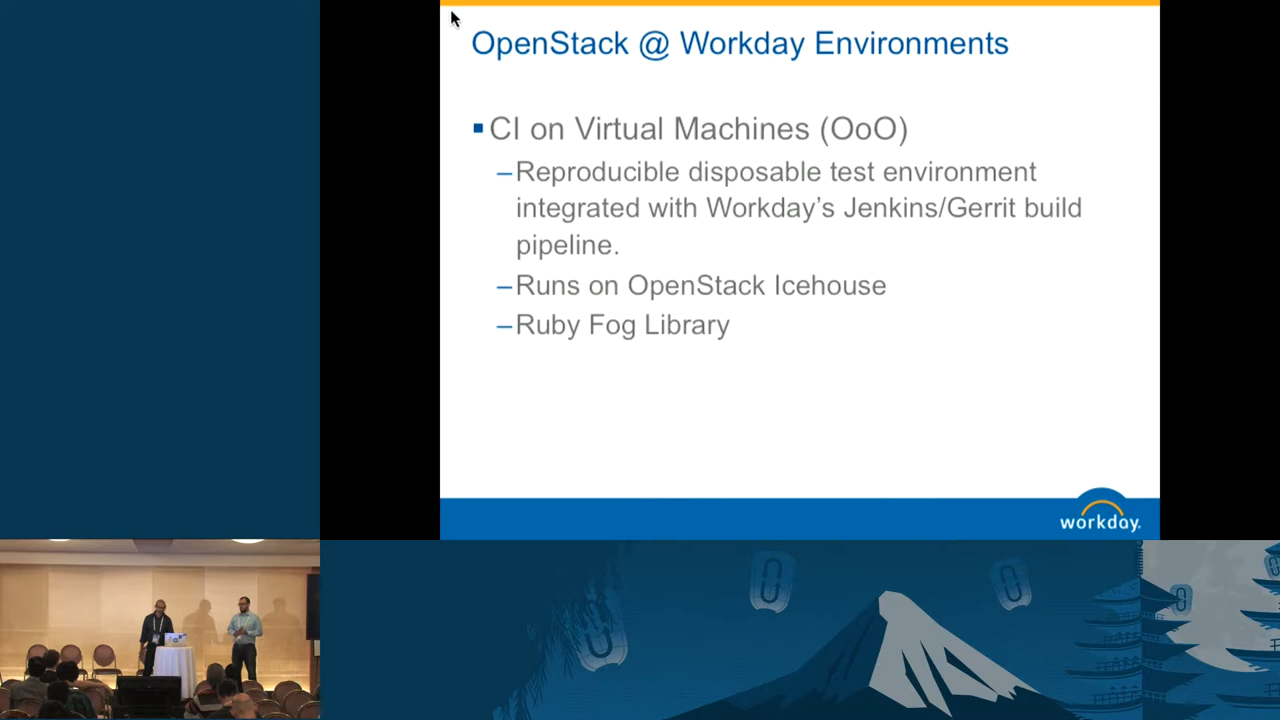 OpenStack @ Workday Environments
CI on Virtual Machines (OoO)
–Reproducible disposable test environment
integrated with Workday’s Jenkins/Gerrit build
pipeline.
–Runs on OpenStack Icehouse
–Ruby Fog Library
workday.